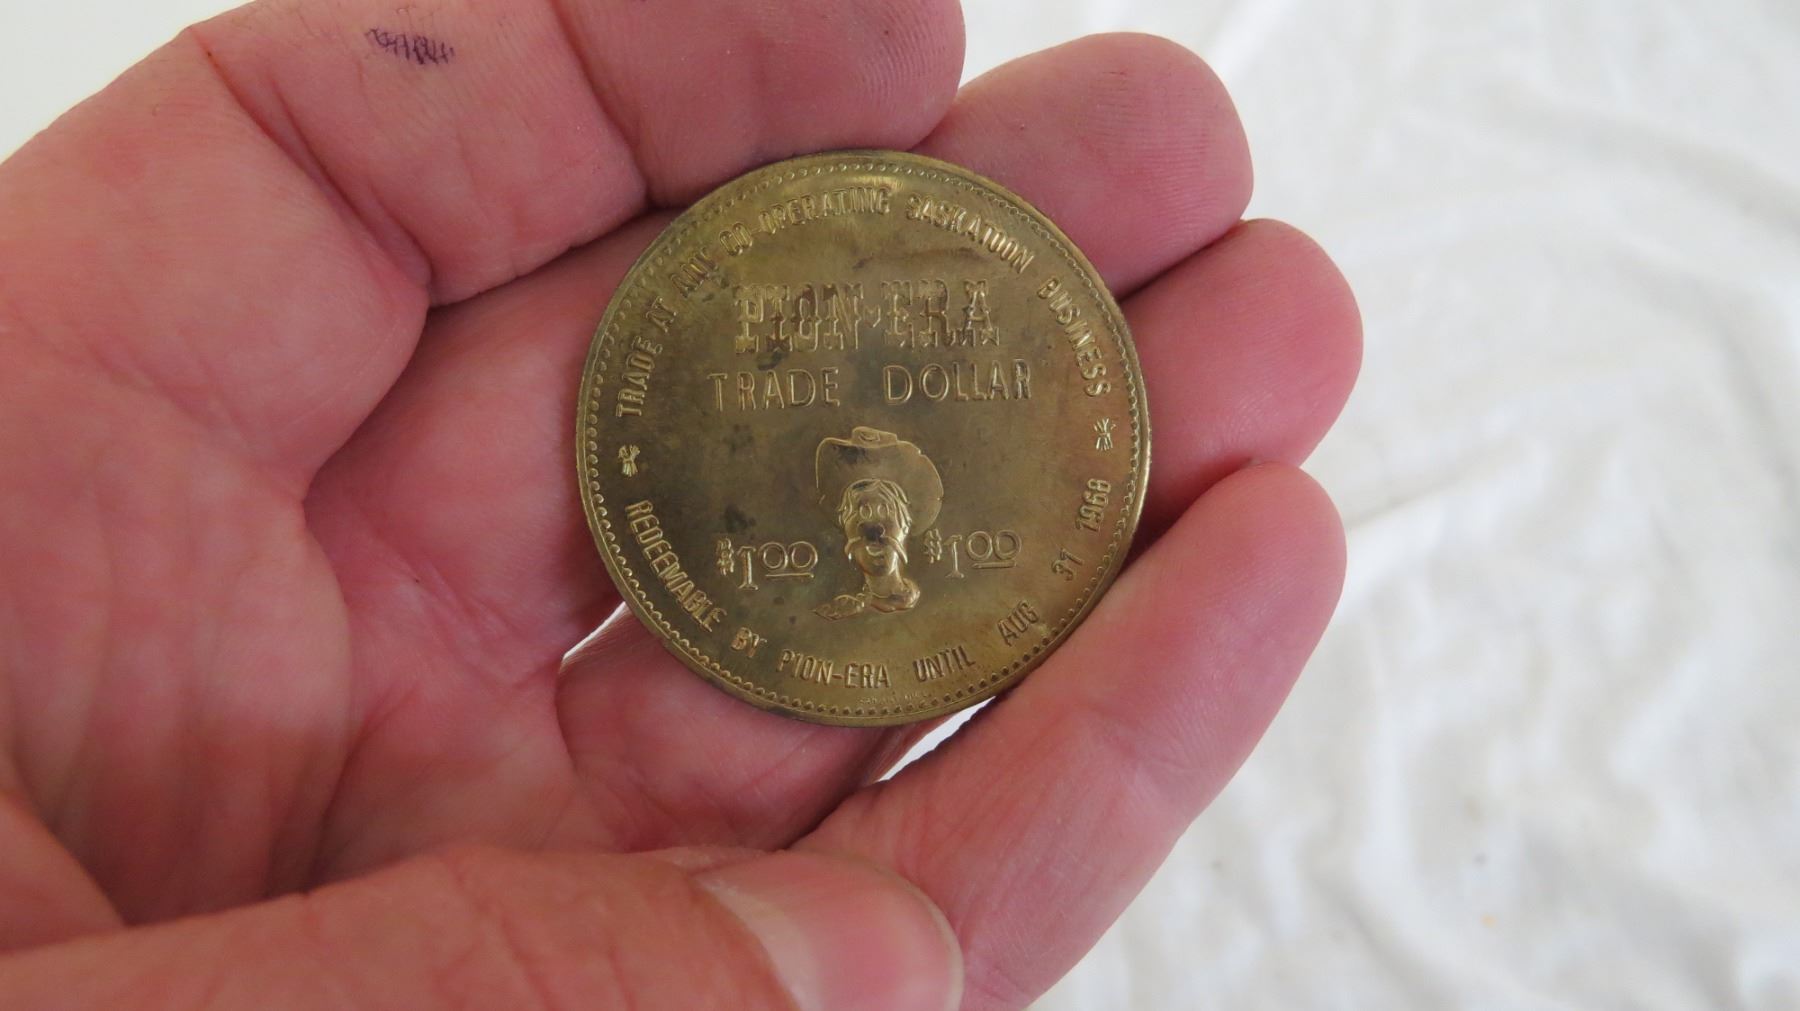 TRADE AT ANY CO-OPERATING SASKATOON BUSINESS
PION-ERA
TRADE DOLLAR
$1.00 $1.00
REDEEMABLE BY PION-ERA UNTIL AUG 31 1968